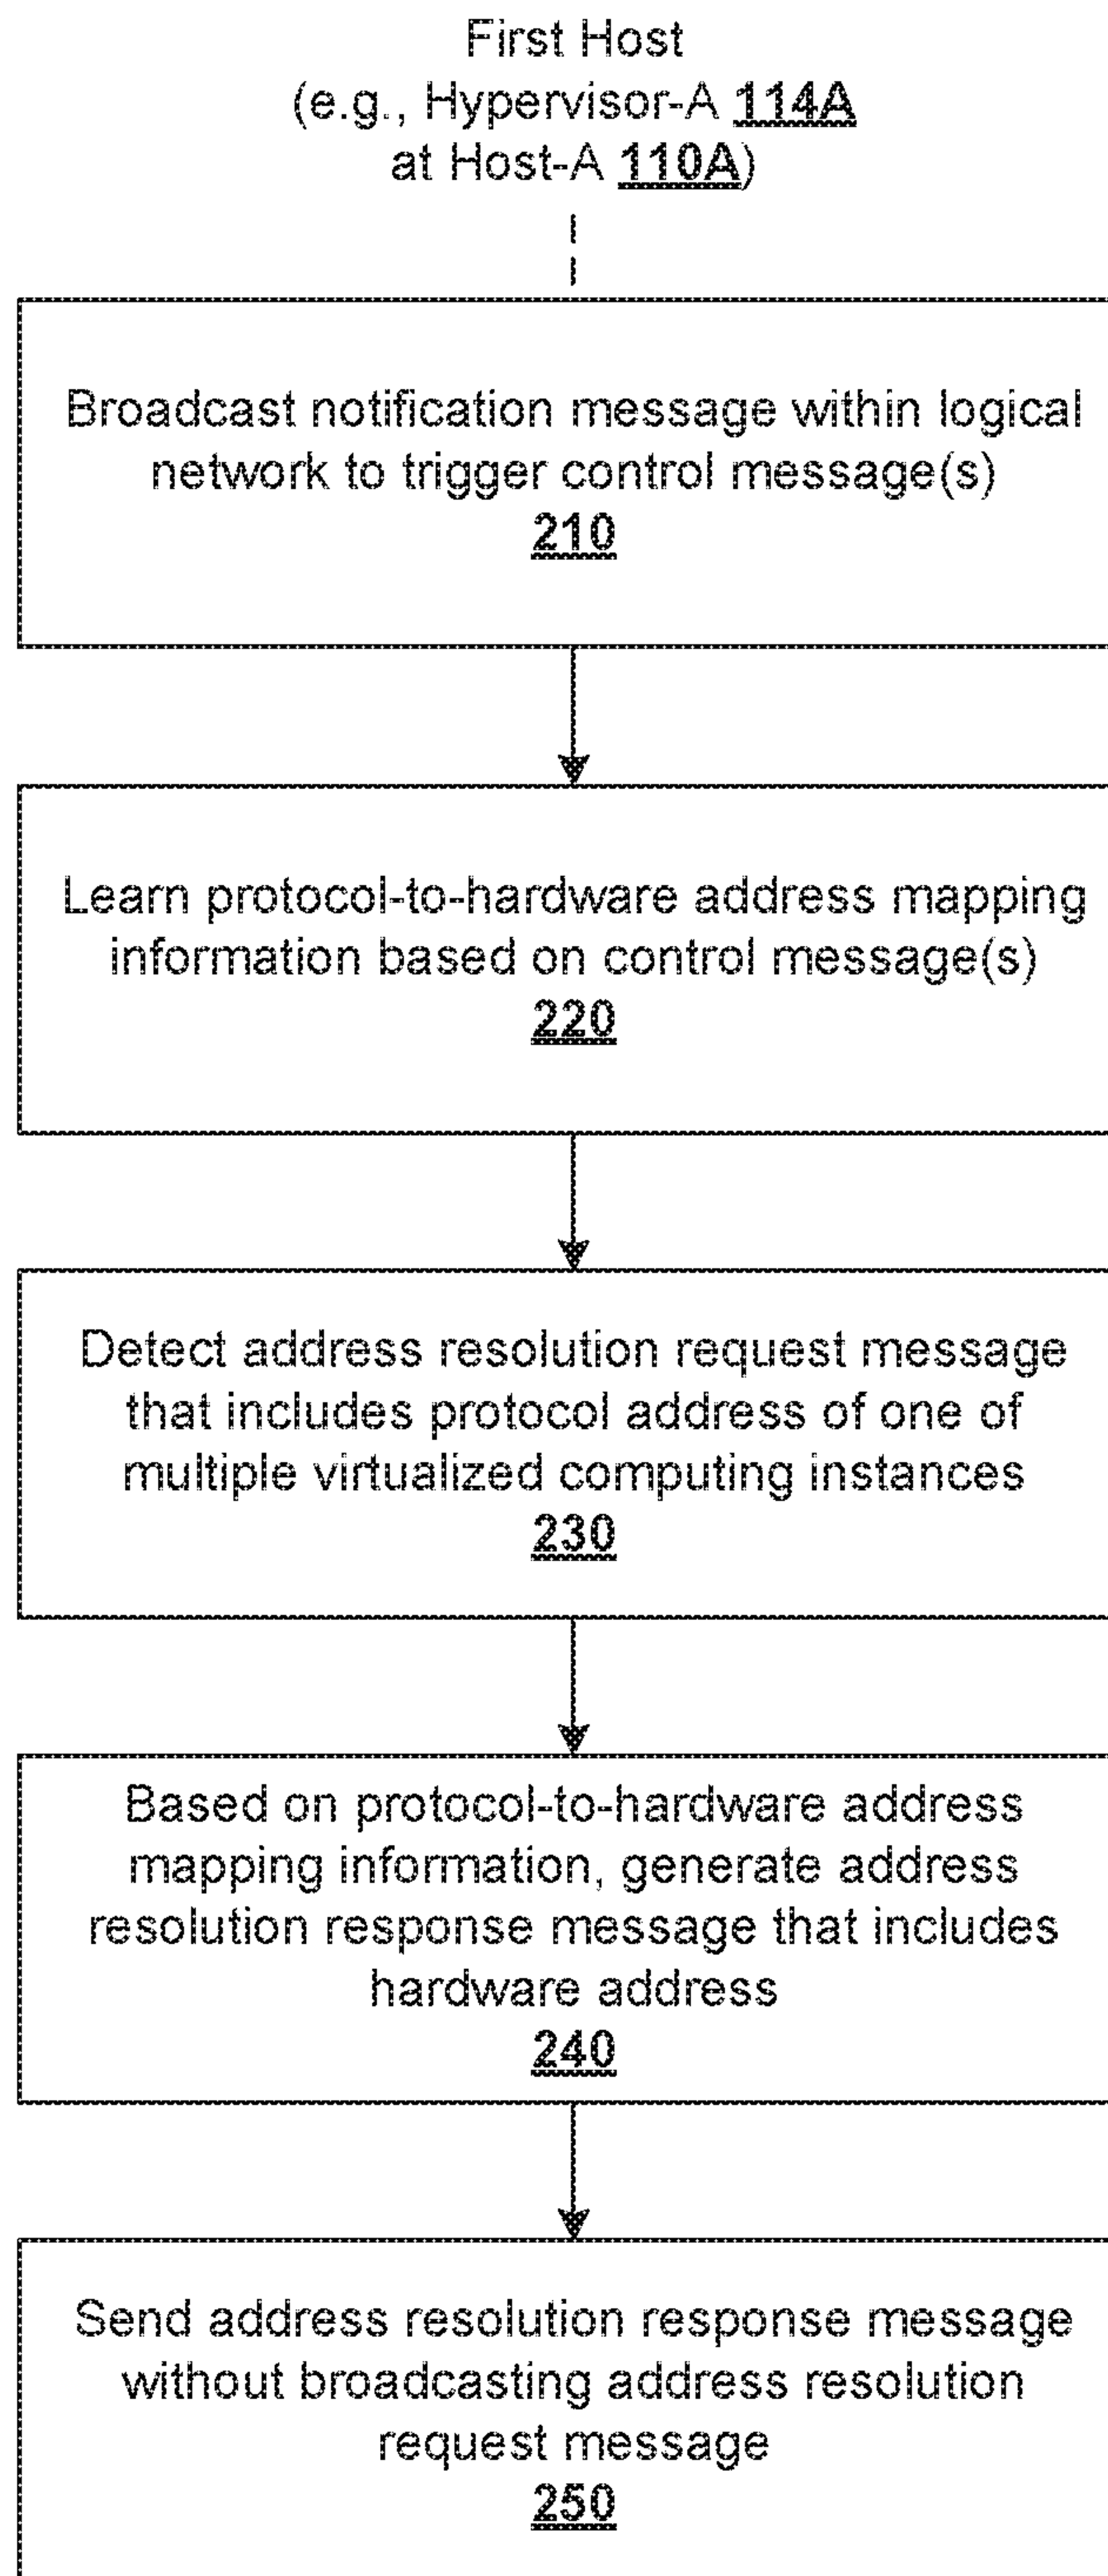 First Host
(e.g., Hypervisor-A 114A
at Host-A 110A)
Broadcast notification message within logical
network to trigger control message(s)
210
Learn protocol-to-hardware address mapping
information based on control message(s)
220
Detect address resolution request message
that includes protocol address of one of
multiple virtualized computing instances
230
Based on protocol-to-hardware address
mapping information, generate address
resolution response message that includes
hardware address
240
Send address resolution response message
without broadcasting address resolution
request message
250